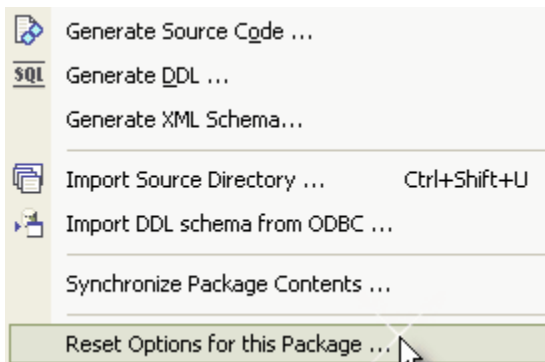 Generate Source Code ...
SQL Generate DDL ...
Generate XML Schema...
Import Source Directory ... Ctrl+Shift+U
Import DDL schema from ODBC ...
Synchronize Package Contents ...
Reset Options for this Package ...